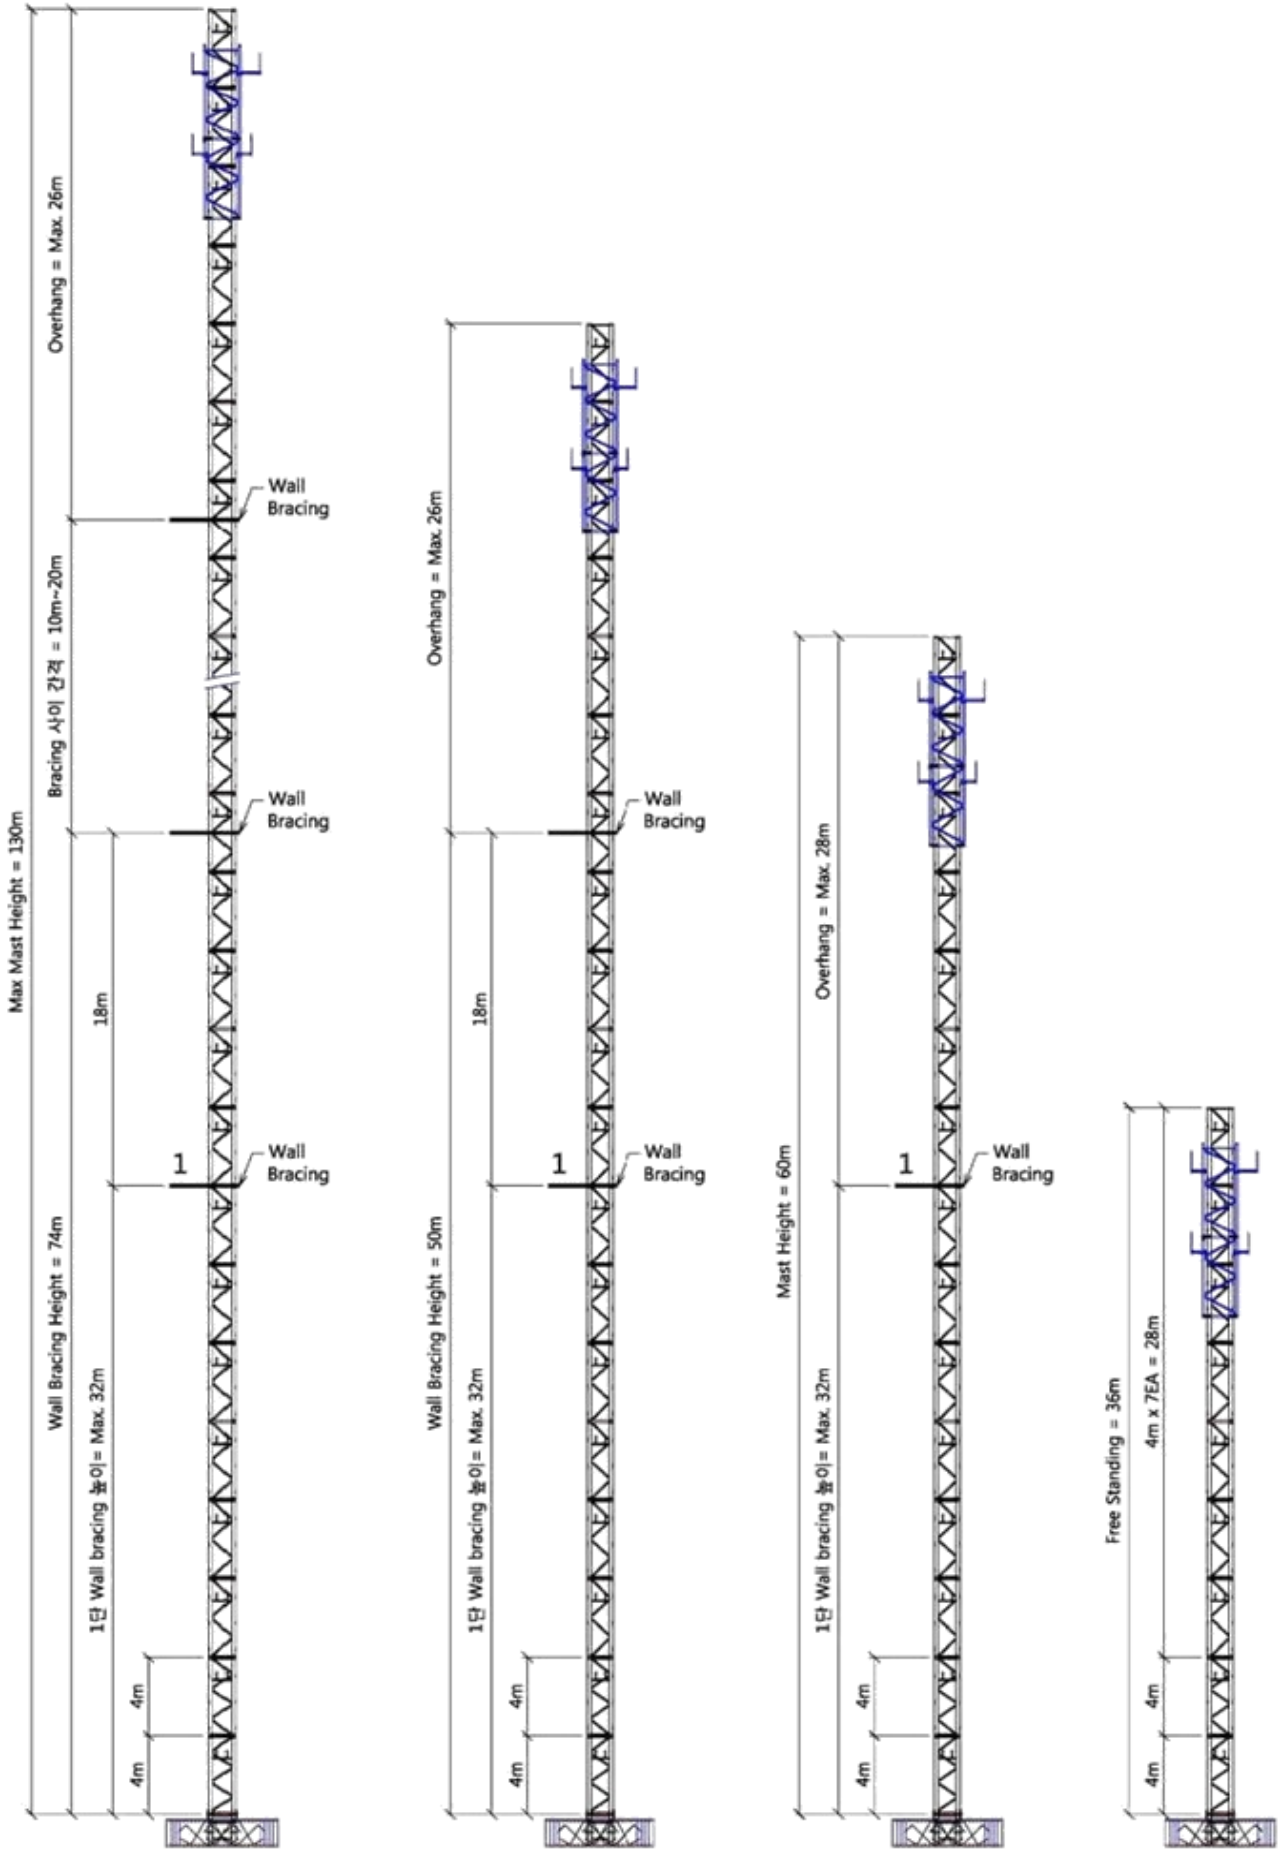 Max Mast Height = 130m
Overhang = Max. 26m
Bracing 사이 간격 = 10m~20m
Wall Bracing Height = 74m
18m
1단 Wall bracing 높이= Max. 32m
4m
4m
Wall
Bracing
Wall
Bracing
1
Wall
Bracing
Overhang = Max. 26m
Wall Bracing Height = 50m
18m
1단 Wall bracing 높이= Max. 32m
4m
4m
Wall
Bracing
1
Wall
Bracing
Mast Height = 60m
Overhang = Max. 28m
1단 Wall bracing 높이= Max. 32m
4m
4m
1
Wall
Bracing
Free Standing = 36m
4m x 7EA = 28m
4m
4m